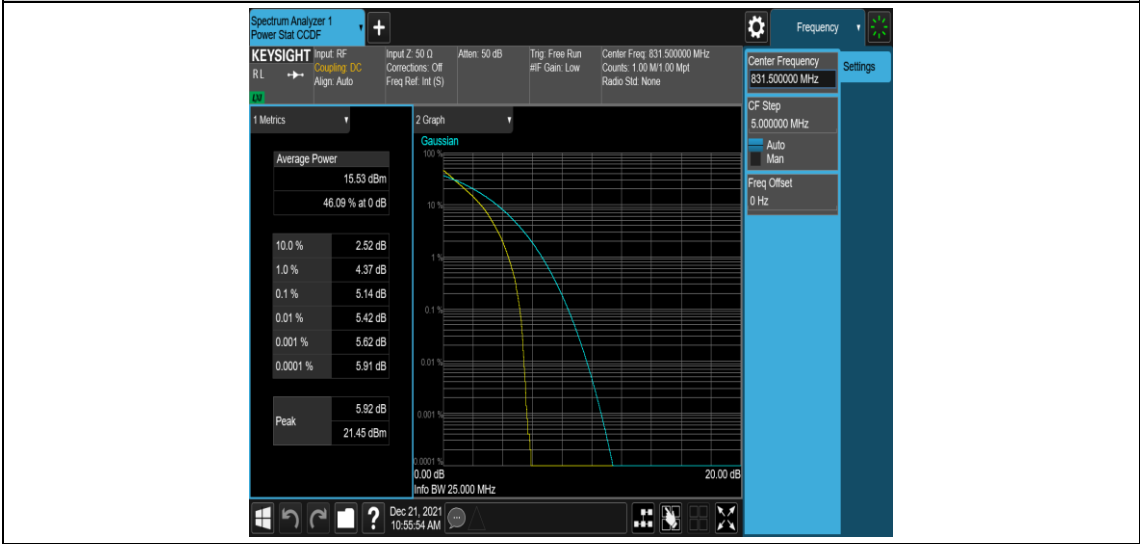 Spectrum Analyzer 1
Power Stat CCDF
+
Frequency
KEYSIGHT
R L
LXI
Input: RF
Coupling: DC
Align: Auto
Input Z: 50 Ω
Corrections: Off
Freq Ref: Int (S)
Atten: 50 dB
Trig: Free Run
#IF Gain: Low
Center Freq: 831.500000 MHz
Counts: 1.00 M/1.00 Mpt
Radio Std: None
Center Frequency
831.500000 MHz
Settings
CF Step
5.000000 MHz
Auto
Man
Freq Offset
0 Hz
1 Metrics
Average Power
15.53 dBm
46.09 % at 0 dB
10.0 % 2.52 dB
1.0 % 4.37 dB
0.1 % 5.14 dB
0.01 % 5.42 dB
0.001 % 5.62 dB
0.0001 % 5.91 dB
Peak
5.92 dB
21.45 dBm
2 Graph
Gaussian
100 %
10 %
1 %
0.1 %
0.01 %
0.001 %
0.0001 %
0.00 dB
20.00 dB
Info BW 25.000 MHz
?
Dec 21, 2021
10:55:54 AM